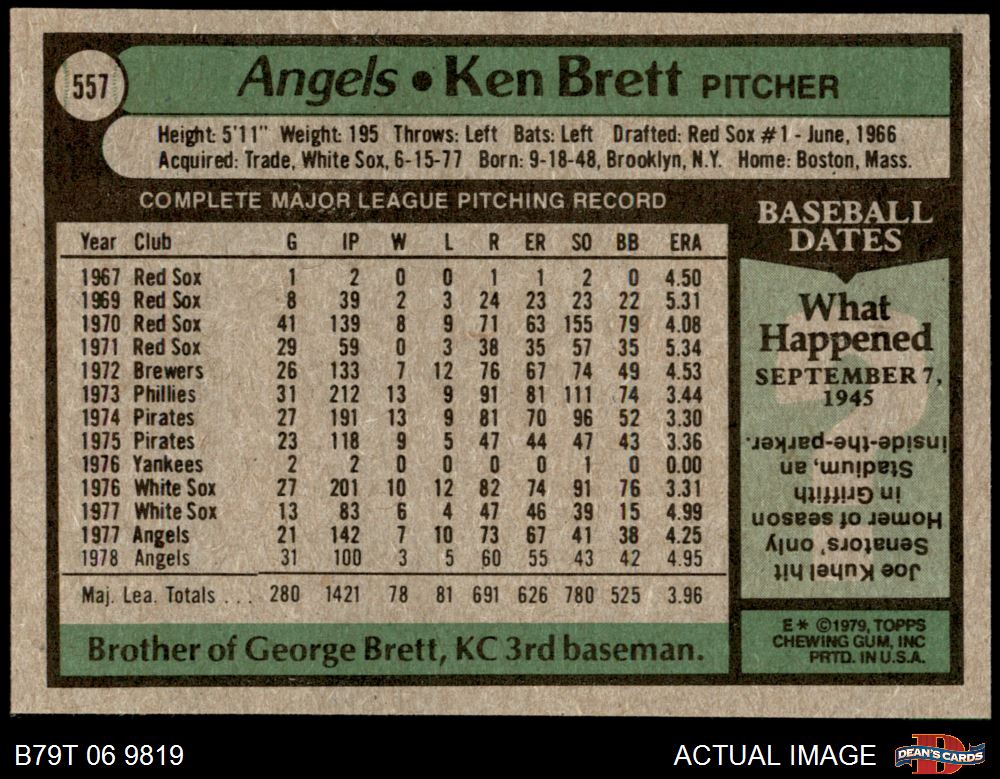 557
Angels • Ken Brett PITCHER
Height: 5'11" Weight: 195 Throws: Left Bats: Left Drafted: Red Sox #1 - June, 1966
Acquired: Trade, White Sox, 6-15-77 Born: 9-18-48, Brooklyn, N.Y. Home: Boston, Mass.
COMPLETE MAJOR LEAGUE PITCHING RECORD
Year Club G IP W L R ER SO BB ERA
1967 Red Sox 1 2 0 0 1 1 2 0 4.50
1969 Red Sox 8 39 2 3 24 23 23 22 5.31
1970 Red Sox 41 139 8 9 71 63 155 79 4.08
1971 Red Sox 29 59 0 3 38 35 57 35 5.34
1972 Brewers 26 133 7 12 76 67 74 49 4.53
1973 Phillies 31 212 13 9 91 81 111 74 3.44
1974 Pirates 27 191 13 9 81 70 96 52 3.30
1975 Pirates 23 118 9 5 47 44 47 43 3.36
1976 Yankees 2 2 0 0 0 0 1 0 0.00
1976 White Sox 27 201 10 12 82 74 91 76 3.31
1977 White Sox 13 83 6 4 47 46 39 15 4.99
1977 Angels 21 142 7 10 73 67 41 38 4.25
1978 Angels 31 100 3 5 60 55 43 42 4.95
Maj. Lea. Totals . . . 280 1421 78 81 691 626 780 525 3.96
Brother of George Brett, KC 3rd baseman.
BASEBALL
DATES
What
Happened
SEPTEMBER 7,
1945
Joe Kuhel hit
Senators' only
Homer of season
in Griffith
Stadium, an
inside-the-parker.
E* ©1979, TOPPS
CHEWING GUM, INC
PRTD. IN U.S.A.
B79T 06 9819
ACTUAL IMAGE
DEAN'S CARDS